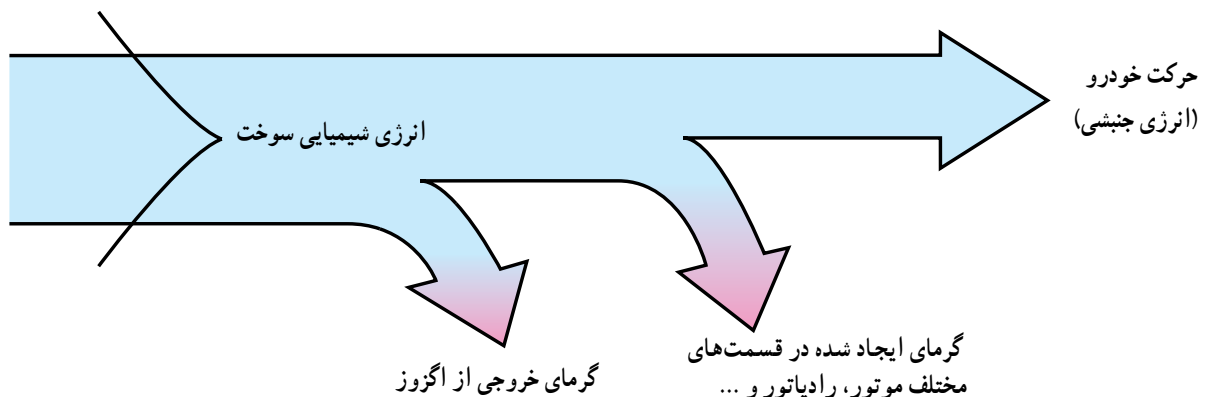 حرکت خودرو
(انرژی جنبشی)
انرژی شیمیایی سوخت
گرمای ایجاد شده در قسمت‌های
مختلف موتور، رادیاتور و ...
گرمای خروجی از اگزوز